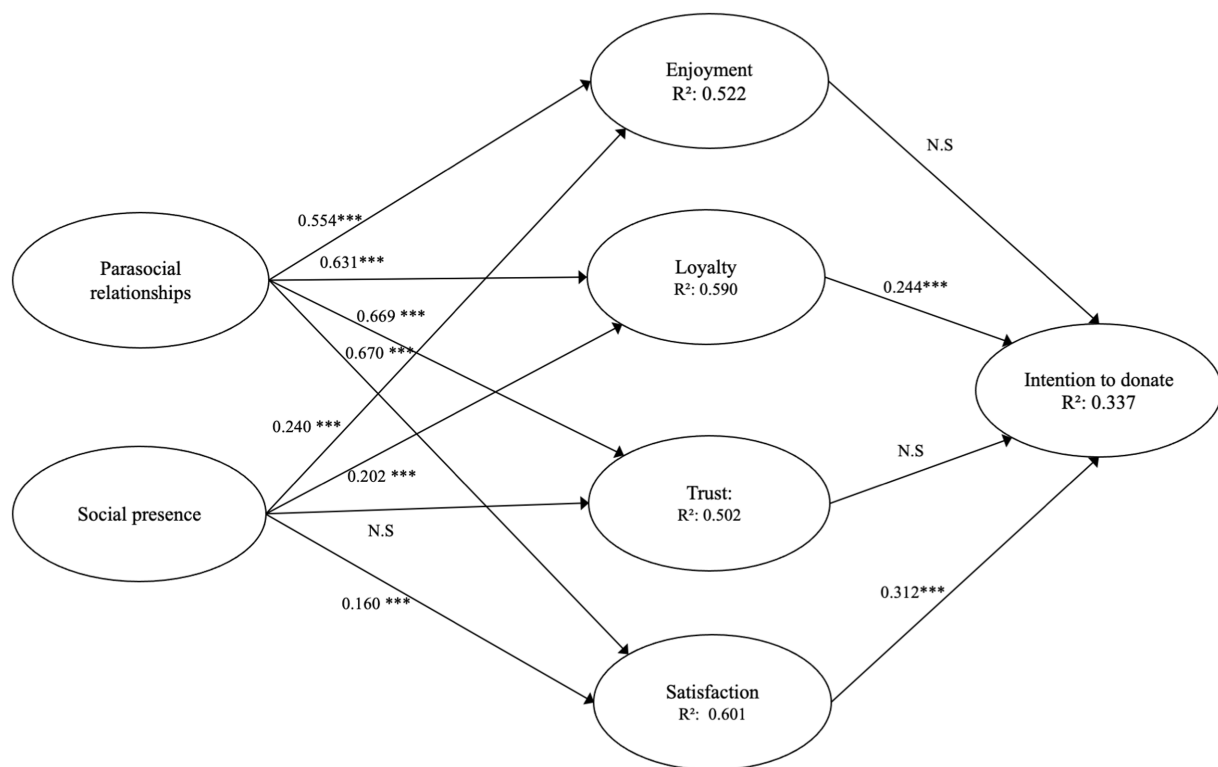 Enjoyment
R²: 0.522
N.S
0.554***
Parasocial
relationships
0.631***
Loyalty
R²: 0.590
0.244***
0.669 ***
0.670 ***
Intention to donate
R²: 0.337
0.240 ***
0.202 ***
Social presence
N.S
Trust:
R²: 0.502
N.S
0.160 ***
0.312***
Satisfaction
R²:  0.601